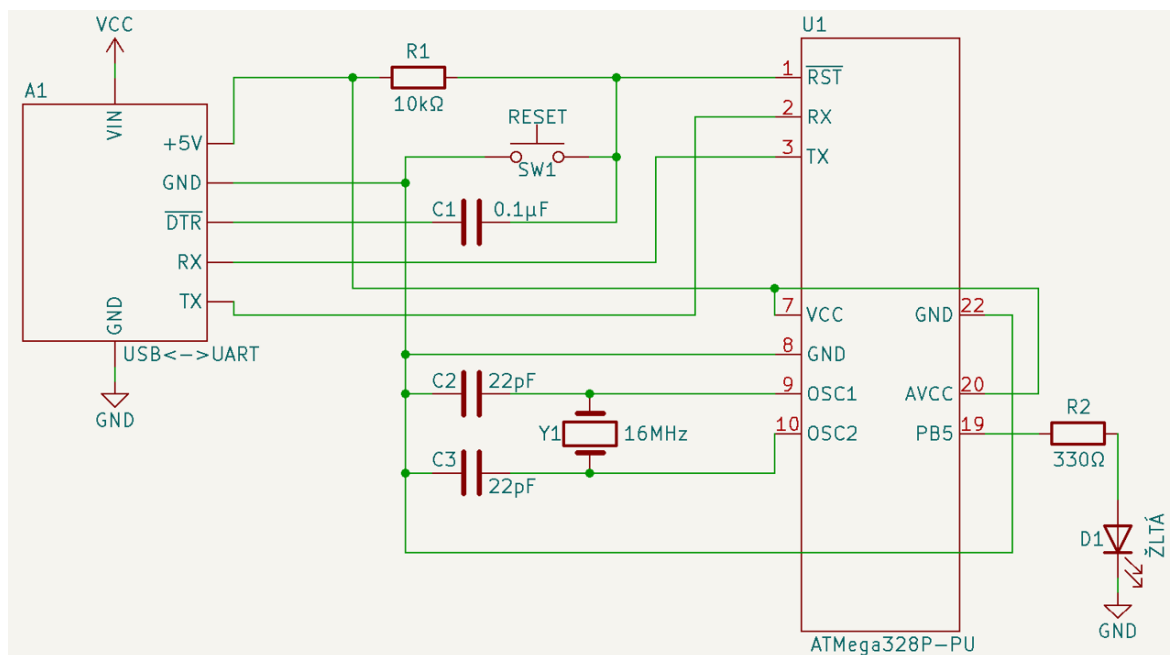 VCC
A1
VIN
+5V
GND
DTR
RX
TX
GND
USB<->UART
GND
R1
10kΩ
RESET
SW1
C1 0.1µF
C2 22pF
C3 22pF
Y1 16MHz
U1
1 RST
2 RX
3 TX
7 VCC
8 GND
9 OSC1
10 OSC2
GND 22
AVCC 20
PB5 19
ATMega328P-PU
R2
330Ω
D1
ŽLTÁ
GND